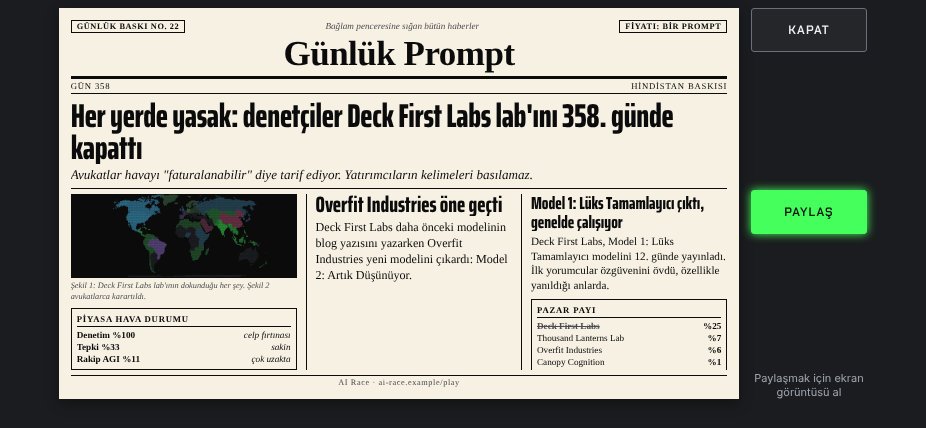 GÜNLÜK BASKI NO. 22
Bağlam penceresine sığan bütün haberler
FİYATI: BİR PROMPT
Günlük Prompt
GÜN 358
HİNDİSTAN BASKISI
Her yerde yasak: denetçiler Deck First Labs lab'ını 358. günde
kapattı
Avukatlar havayı "faturalanabilir" diye tarif ediyor. Yatırımcıların kelimeleri basılamaz.
Şekil 1: Deck First Labs lab'ının dokunduğu her şey. Şekil 2
avukatlarca karartıldı.
PİYASA HAVA DURUMU
Denetim %100 celp fırtınası
Tepki %33 sakin
Rakip AGI %11 çok uzakta
Overfit Industries öne geçti
Deck First Labs daha önceki modelinin
blog yazısını yazarken Overfit
Industries yeni modelini çıkardı: Model
2: Artık Düşünüyor.
Model 1: Lüks Tamamlayıcı çıktı,
genelde çalışıyor
Deck First Labs, Model 1: Lüks
Tamamlayıcı modelini 12. günde yayınladı.
İlk yorumcular özgüvenini övdü, özellikle
yanıldığı anlarda.
PAZAR PAYI
Deck First Labs %25
Thousand Lanterns Lab %7
Overfit Industries %6
Canopy Cognition %1
AI Race · ai-race.example/play
KAPAT
PAYLAŞ
Paylaşmak için ekran
görüntüsü al